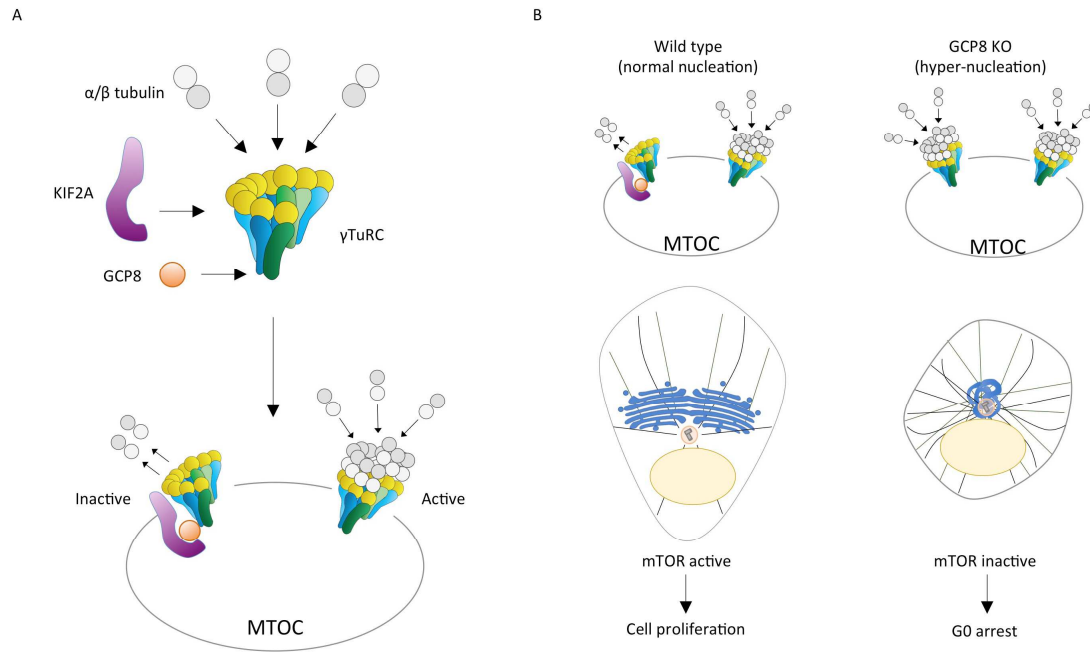 A
α/β tubulin
KIF2A
γTuRC
GCP8
Inactive
Active
MTOC
B
Wild type
(normal nucleation)
GCP8 KO
(hyper-nucleation)
MTOC
MTOC
mTOR active
mTOR inactive
Cell proliferation
G0 arrest